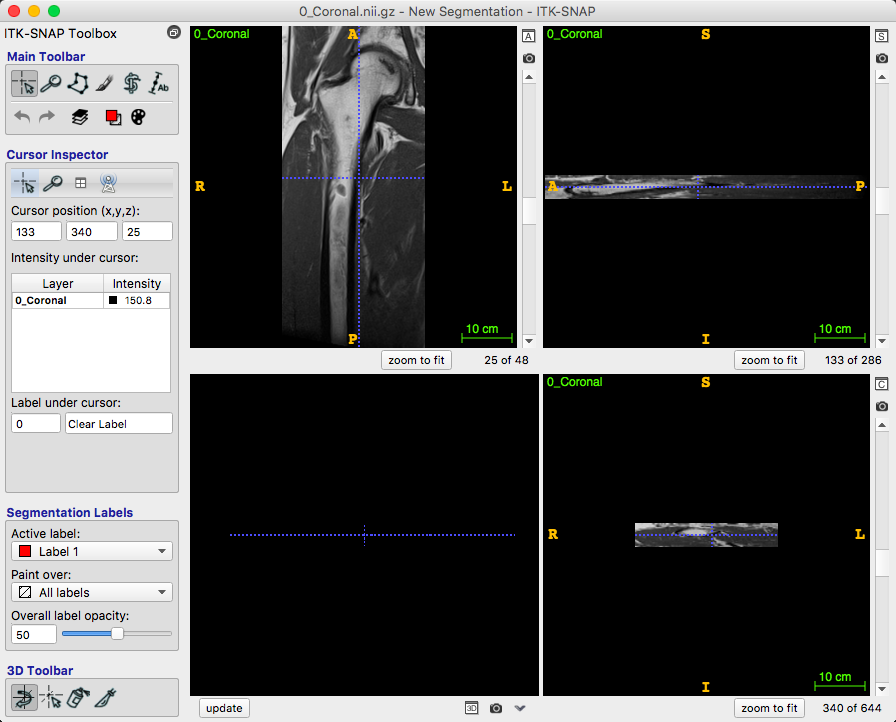 0_Coronal.nii.gz - New Segmentation - ITK-SNAP
ITK-SNAP Toolbox
Main Toolbar
Ab
Cursor Inspector
Cursor position (x,y,z):
133 340 25
Intensity under cursor:
Layer Intensity
0_Coronal 150.8
Label under cursor:
0 Clear Label
Segmentation Labels
Active label:
Label 1
Paint over:
All labels
Overall label opacity:
50
3D Toolbar
0_Coronal A A
R L
10 cm
P
zoom to fit 25 of 48
0_Coronal S S
A P
10 cm
I
zoom to fit 133 of 286
update 3D
0_Coronal S C
R L
10 cm
I
zoom to fit 340 of 644